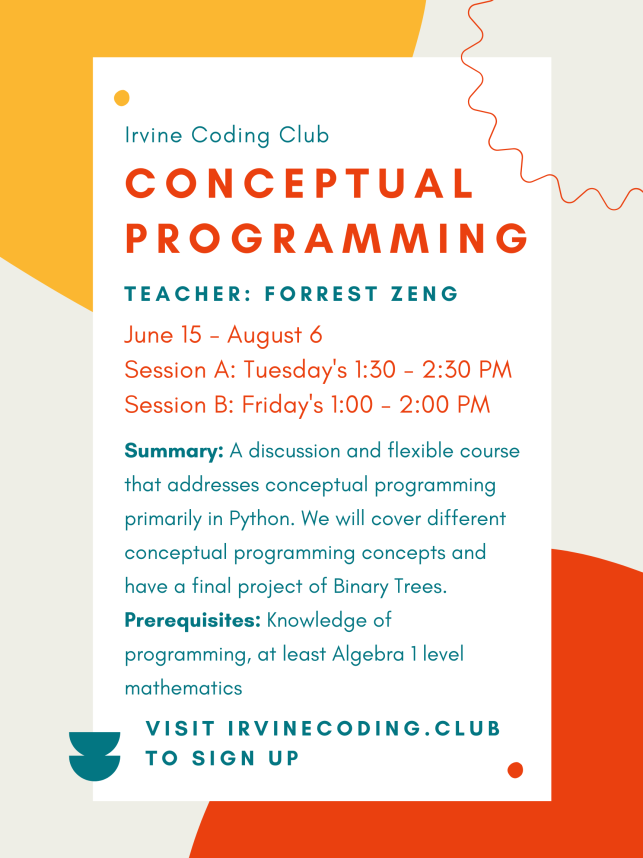 Irvine Coding Club
CONCEPTUAL
PROGRAMMING
TEACHER: FORREST ZENG
June 15 - August 6
Session A: Tuesday's 1:30 - 2:30 PM
Session B: Friday's 1:00 - 2:00 PM
Summary: A discussion and flexible course
that addresses conceptual programming
primarily in Python. We will cover different
conceptual programming concepts and
have a final project of Binary Trees.
Prerequisites: Knowledge of
programming, at least Algebra 1 level
mathematics
VISIT IRVINECODING.CLUB
TO SIGN UP